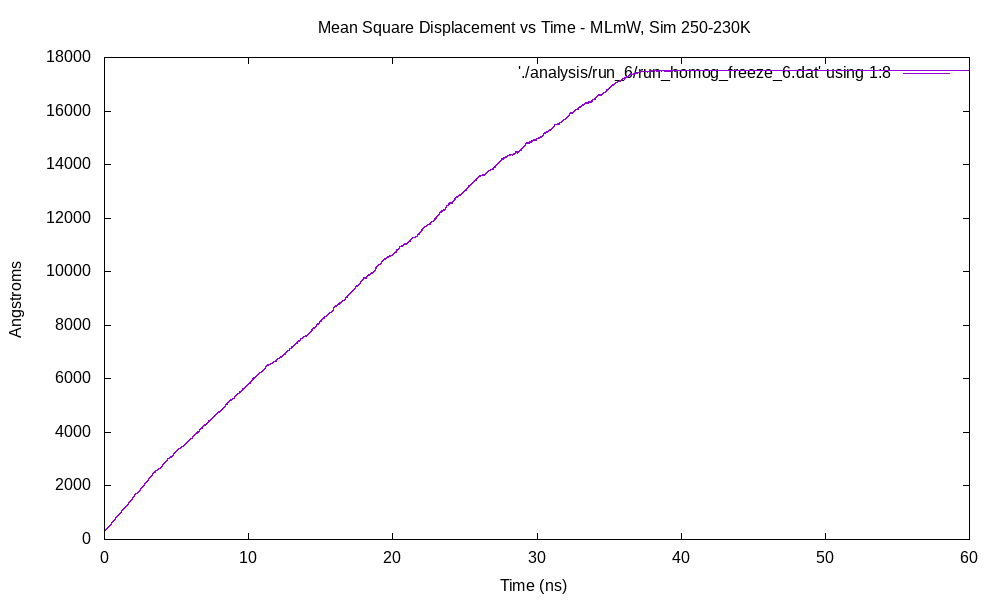 Mean Square Displacement vs Time - MLmW, Sim 250-230K
18000
'./analysis/run_6/run_homog_freeze_6.dat' using 1:8
16000
14000
12000
10000
8000
6000
4000
2000
0
Angstroms
0 10 20 30 40 50 60
Time (ns)